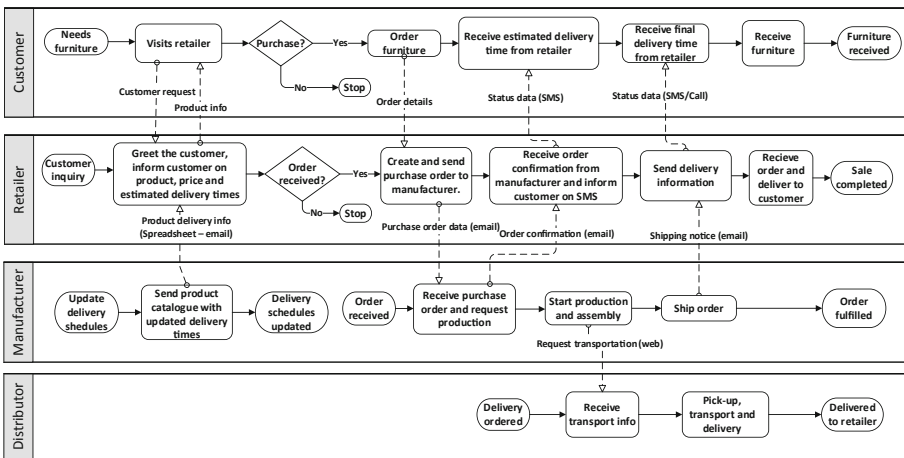 Customer
Needs
furniture
Visits retailer
Purchase?
Yes
Order
furniture
Receive estimated delivery
time from retailer
Receive final
delivery time
from retailer
Receive
furniture
Furniture
received
No
Stop
Customer request
Product info
Order details
Status data (SMS)
Status data (SMS/Call)
Retailer
Customer
inquiry
Greet the customer,
inform customer on
product, price and
estimated delivery times
Order
received?
Yes
Create and send
purchase order to
manufacturer.
Receive order
confirmation from
manufacturer and inform
customer on SMS
Send delivery
information
Recieve
order and
deliver to
customer
Sale
completed
No
Stop
Product delivery info
(Spreadsheet – email)
Purchase order data (email)
Order confirmation (email)
Shipping notice (email)
Manufacturer
Update
delivery
shedules
Send product
catalogue with
updated delivery
times
Delivery
schedules
updated
Order
received
Receive purchase
order and request
production
Start production
and assembly
Ship order
Order
fulfilled
Request transportation (web)
Distributor
Delivery
ordered
Receive
transport info
Pick-up,
transport and
delivery
Delivered
to retailer